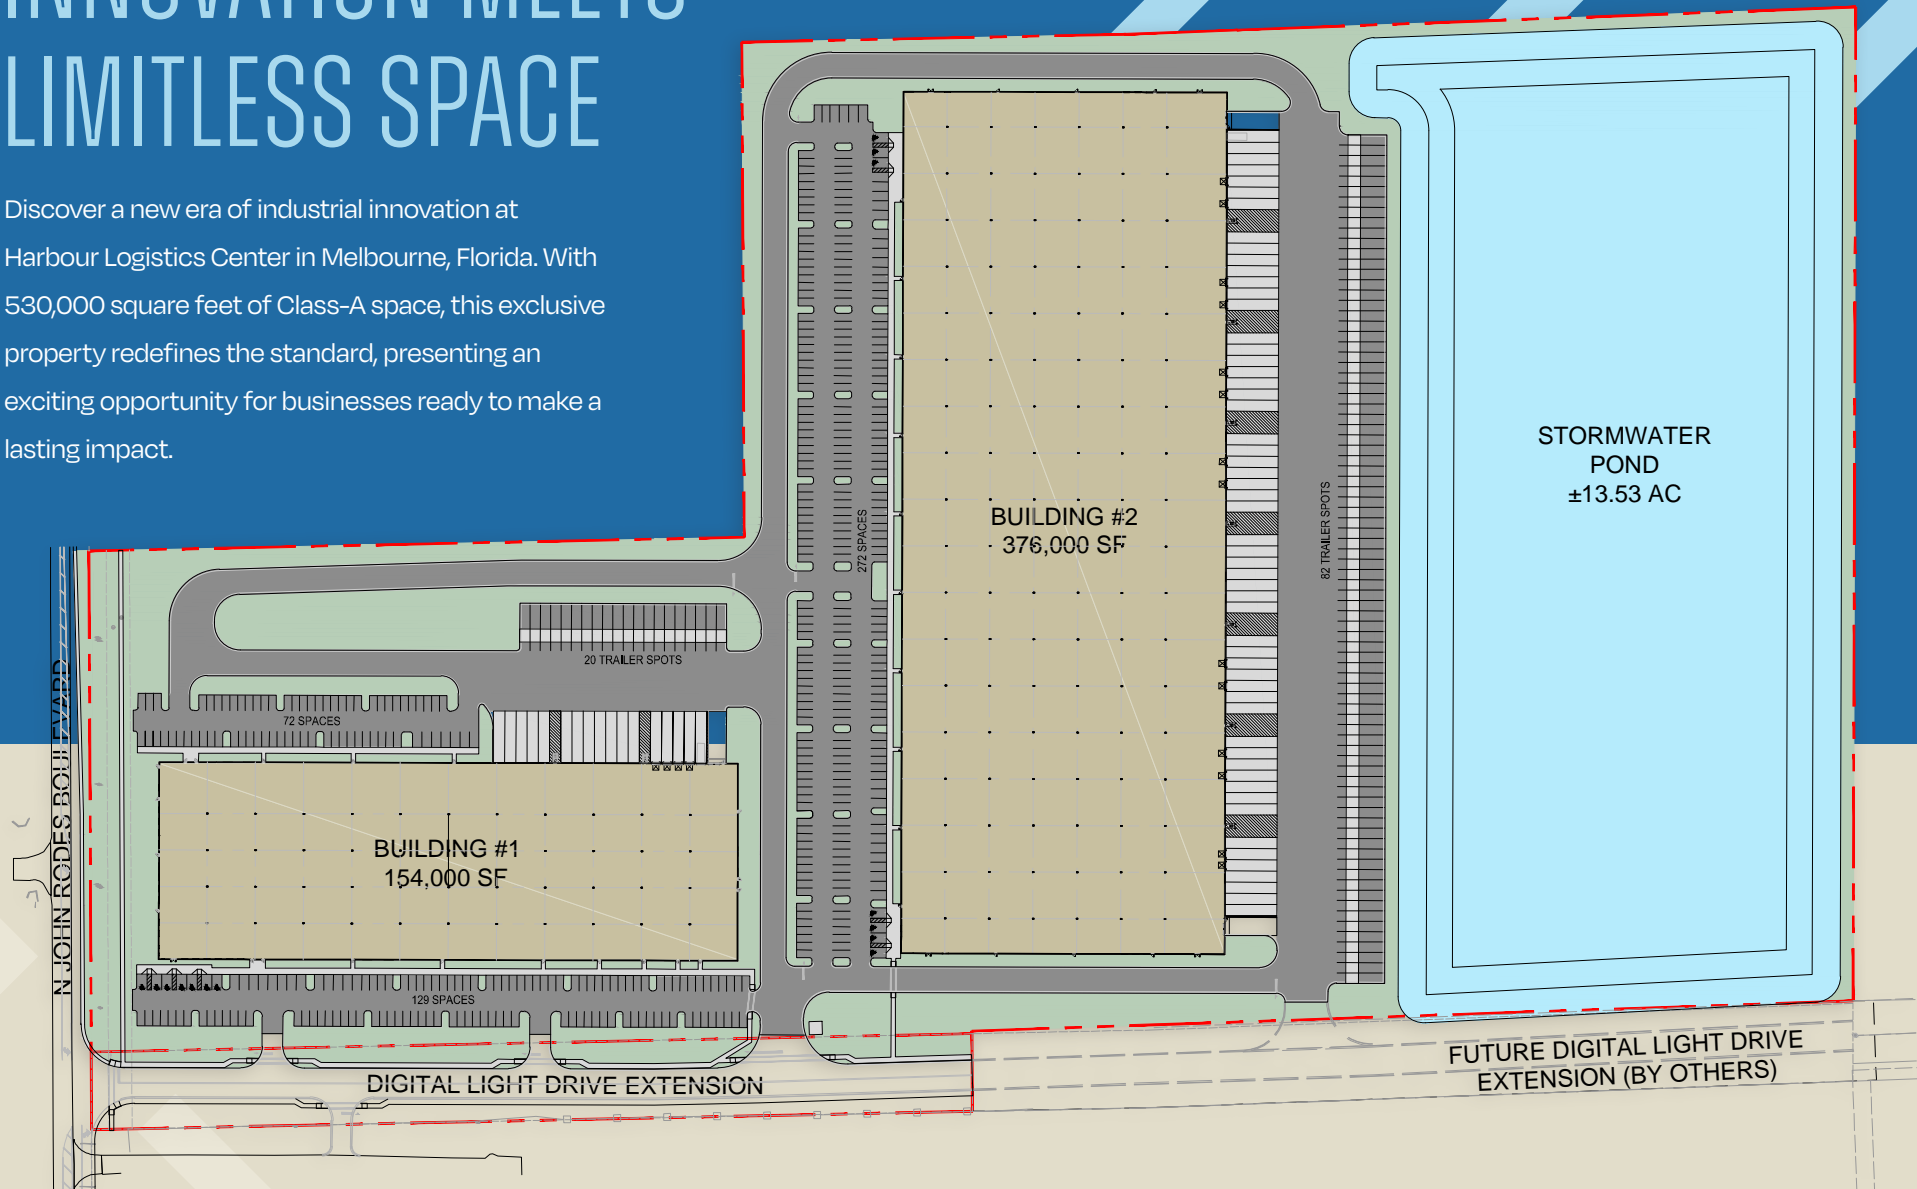 INNOVATION MEETS
LIMITLESS SPACE
Discover a new era of industrial innovation at
Harbour Logistics Center in Melbourne, Florida. With
530,000 square feet of Class-A space, this exclusive
property redefines the standard, presenting an
exciting opportunity for businesses ready to make a
lasting impact.
STORMWATER
POND
±13.53 AC
BUILDING #2
376,000 SF
272 SPACES
82 TRAILER SPOTS
20 TRAILER SPOTS
72 SPACES
BUILDING #1
154,000 SF
129 SPACES
N JOHN RODES BOULEVARD
DIGITAL LIGHT DRIVE EXTENSION
FUTURE DIGITAL LIGHT DRIVE
EXTENSION (BY OTHERS)